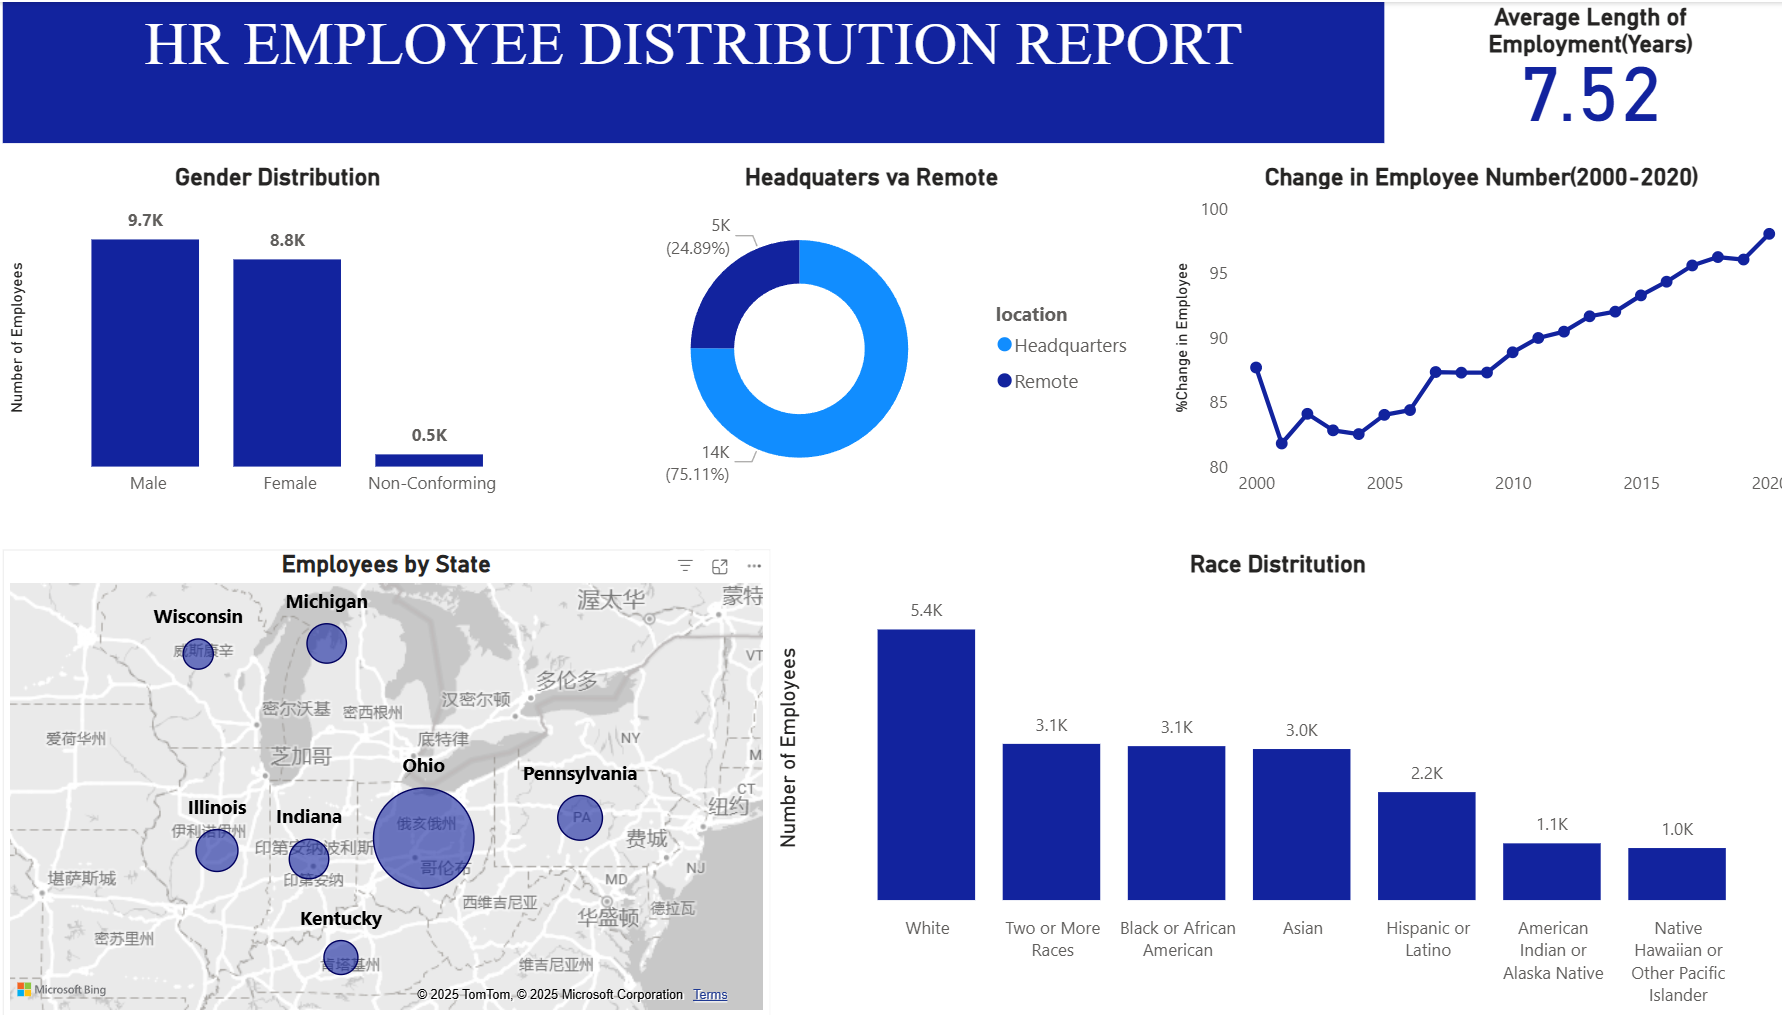 HR EMPLOYEE DISTRIBUTION REPORT
Average Length of
Employment(Years)
7.52
Gender Distribution
Number of Employees
9.7K
8.8K
0.5K
Male
Female
Non-Conforming
Headquaters va Remote
5K
(24.89%)
14K
(75.11%)
location
Headquarters
Remote
Change in Employee Number(2000-2020)
%Change in Employee
100
95
90
85
80
2000
2005
2010
2015
Employees by State
Wisconsin
Michigan
渥太华
蒙特
威斯康辛
VT
多伦多
汉密尔顿
密尔沃基
密西根州
爱荷华州
底特律
NY
芝加哥
M
Ohio
Pennsylvania
CT
纽约
Illinois
Indiana
PA
伊利诺伊州
俄亥俄州
费城
印第安纳波利斯
哥伦布
NJ
堪萨斯城
印第安纳
MD
西维吉尼亚
华盛顿
德拉瓦
Kentucky
密苏里州
肯塔基州
维吉尼亚州
Microsoft Bing
© 2025 TomTom, © 2025 Microsoft Corporation Terms
Race Distritution
Number of Employees
5.4K
3.1K
3.1K
3.0K
2.2K
1.1K
1.0K
White
Two or More
Races
Black or African
American
Asian
Hispanic or
Latino
American
Indian or
Alaska Native
Native
Hawaiian or
Other Pacific
Islander